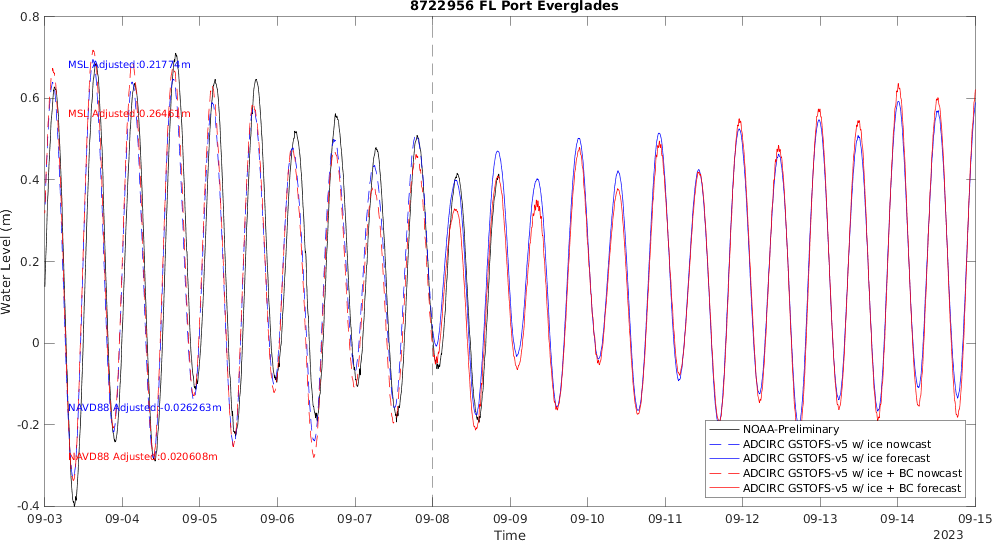 8722956 FL Port Everglades
0.8
0.6
0.4
0.2
0
-0.2
-0.4
Water Level (m)
MSL Adjusted:0.21774m
MSL Adjusted:0.26461m
NAVD88 Adjusted:-0.026263m
NAVD88 Adjusted:0.020608m
NOAA-Preliminary
ADCIRC GSTOFS-v5 w/ ice nowcast
ADCIRC GSTOFS-v5 w/ ice forecast
ADCIRC GSTOFS-v5 w/ ice + BC nowcast
ADCIRC GSTOFS-v5 w/ ice + BC forecast
09-03 09-04 09-05 09-06 09-07 09-08 09-09 09-10 09-11 09-12 09-13 09-14 09-15
Time
2023